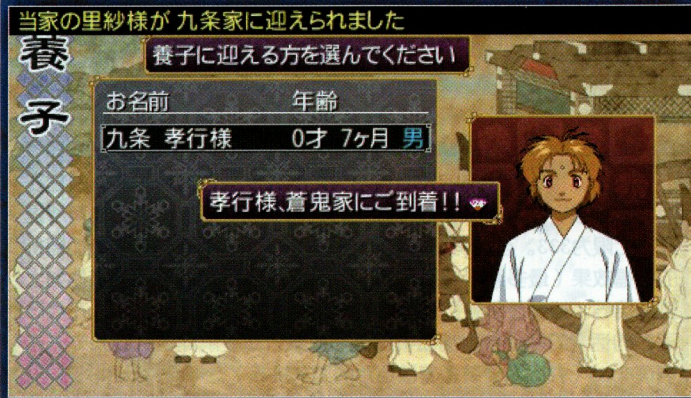 当家の里紗様が 九条家に迎えられました
養子
養子に迎える方を選んでください
お名前 年齢
九条 孝行様 0才 7ヶ月 男
孝行様、蒼鬼家にご到着!!